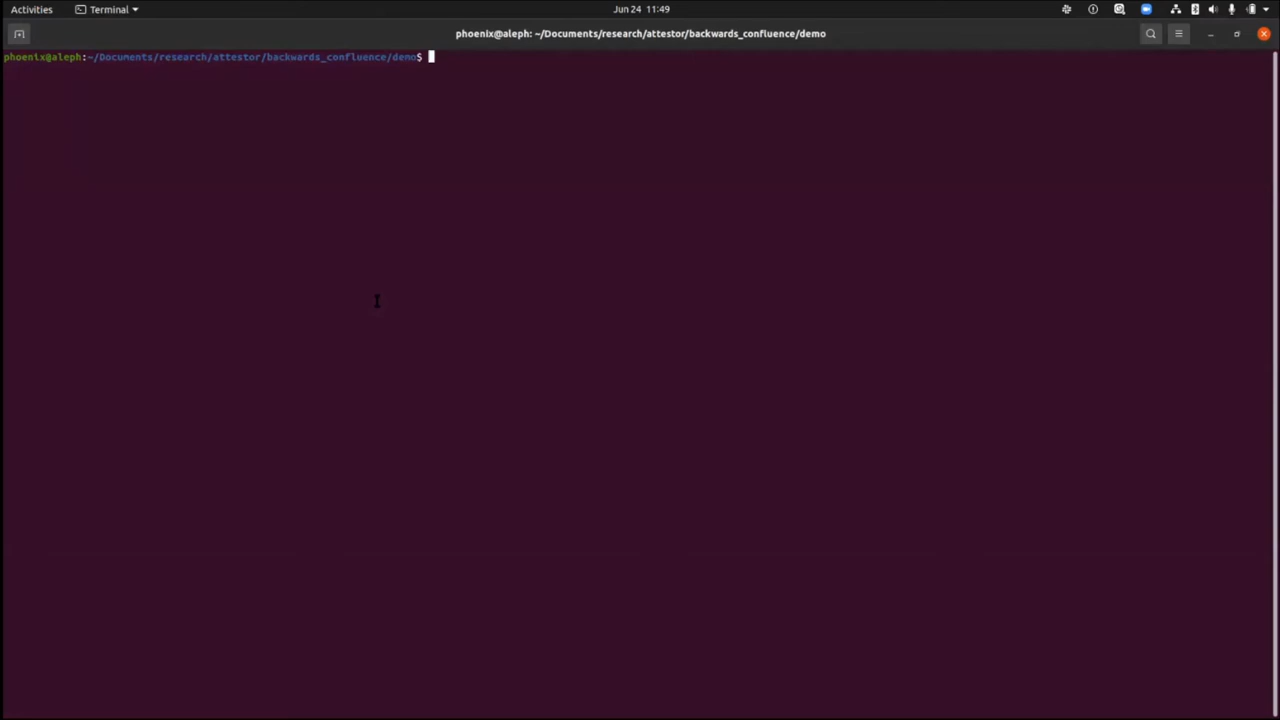 Activities Terminal Jun 24 11:49
phoenix@aleph: ~/Documents/research/attestor/backwards_confluence/demo
phoenix@aleph:~/Documents/research/attestor/backwards_confluence/demo$